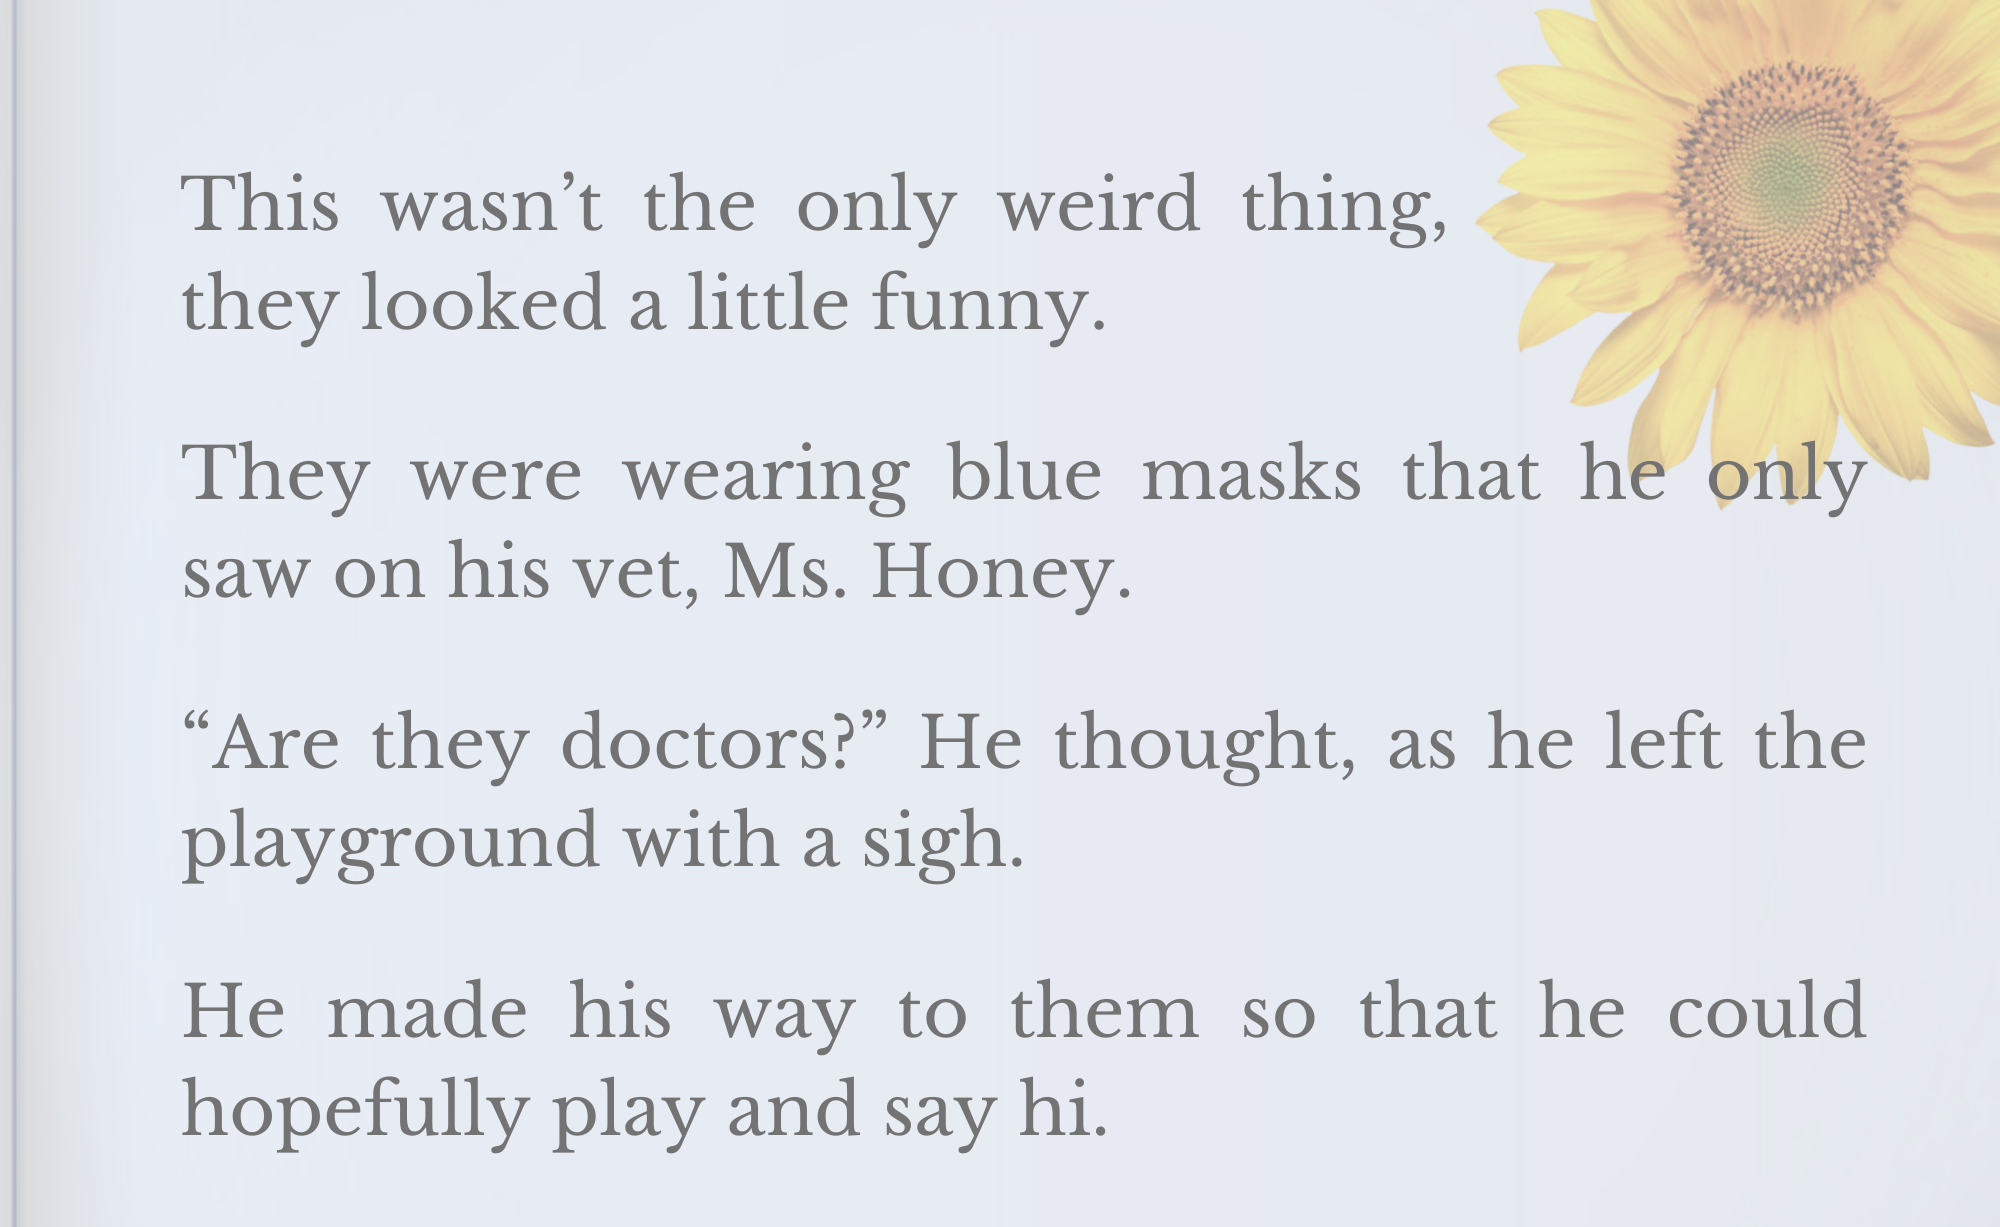 This wasn’t the only weird thing,
they looked a little funny.
They were wearing blue masks that he only
saw on his vet, Ms. Honey.
“Are they doctors?” He thought, as he left the
playground with a sigh.
He made his way to them so that he could
hopefully play and say hi.